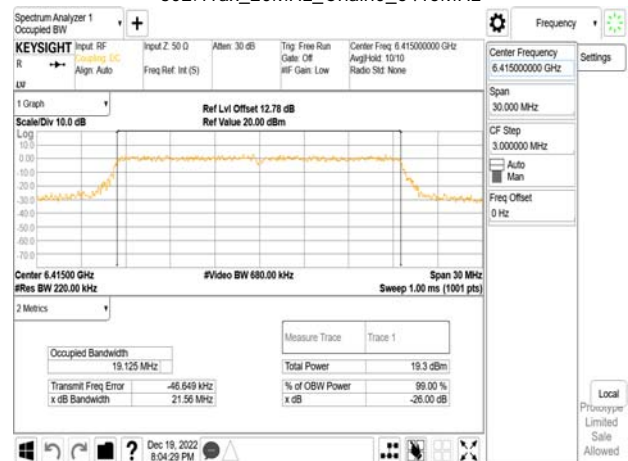 Spectrum Analyzer 1
Occupied BW
Frequency
KEYSIGHT
R
Input: RF
Coupling: DC
Align: Auto
Input Z: 50 Ω
Freq Ref: Int (S)
Atten: 30 dB
Trig: Free Run
Gate: Off
#IF Gain: Low
Center Freq: 6.415000000 GHz
Avg|Hold: 10/10
Radio Std: None
Center Frequency
6.415000000 GHz
Settings
Span
30.000 MHz
CF Step
3.000000 MHz
Auto
Man
Freq Offset
0 Hz
1 Graph
Scale/Div 10.0 dB
Ref Lvl Offset 12.78 dB
Ref Value 20.00 dBm
Log
10.0
0.00
-10.0
-20.0
-30.0
-40.0
-50.0
-60.0
-70.0
Center 6.41500 GHz
#Res BW 220.00 kHz
#Video BW 680.00 kHz
Span 30 MHz
Sweep 1.00 ms (1001 pts)
2 Metrics
Measure Trace Trace 1
Occupied Bandwidth
19.125 MHz
Total Power 19.3 dBm
Transmit Freq Error -46.649 kHz
% of OBW Power 99.00 %
x dB Bandwidth 21.56 MHz
x dB -26.00 dB
Local
Prototype
Limited
Sale
Allowed
?
Dec 19, 2022
8:04:29 PM